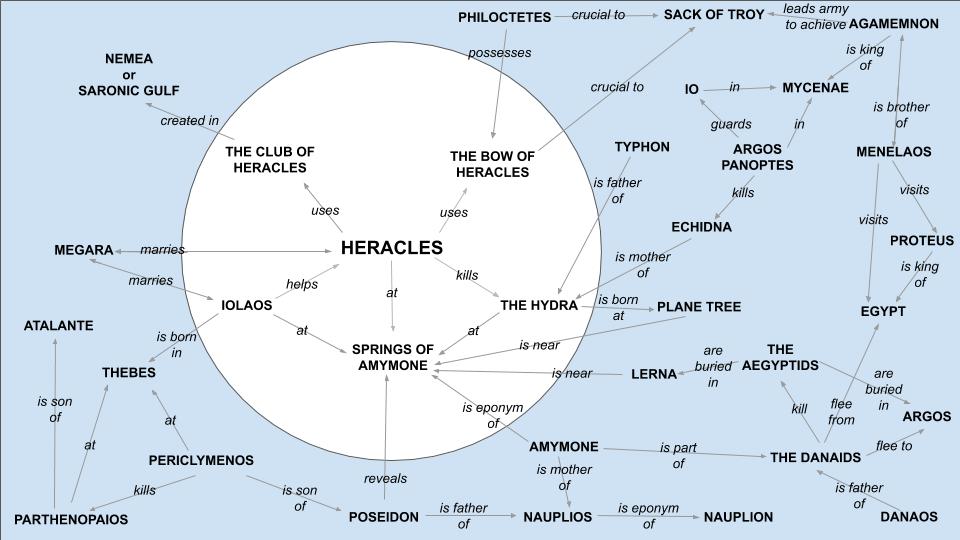 PHILOCTETES
crucial to
SACK OF TROY
leads army
to achieve
AGAMEMNON
possesses
is king
of
NEMEA
or
SARONIC GULF
crucial to
IO
in
MYCENAE
created in
guards
in
is brother
of
THE CLUB OF
HERACLES
THE BOW OF
HERACLES
TYPHON
ARGOS
PANOPTES
MENELAOS
is father
of
kills
visits
uses
uses
visits
ECHIDNA
PROTEUS
MEGARA
marries
HERACLES
is mother
of
is king
of
marries
helps
kills
at
IOLAOS
THE HYDRA
is born
at
PLANE TREE
EGYPT
ATALANTE
is born
in
at
at
is near
SPRINGS OF
AMYMONE
THE
AEGYPTIDS
are
buried
in
THEBES
is near
LERNA
are
buried
in
is son
of
at
at
is eponym
of
kill
flee
from
ARGOS
AMYMONE
is part
of
THE DANAIDS
flee to
PERICLYMENOS
kills
is son
of
reveals
is mother
of
is father
of
PARTHENOPAIOS
POSEIDON
is father
of
NAUPLIOS
is eponym
of
NAUPLION
DANAOS